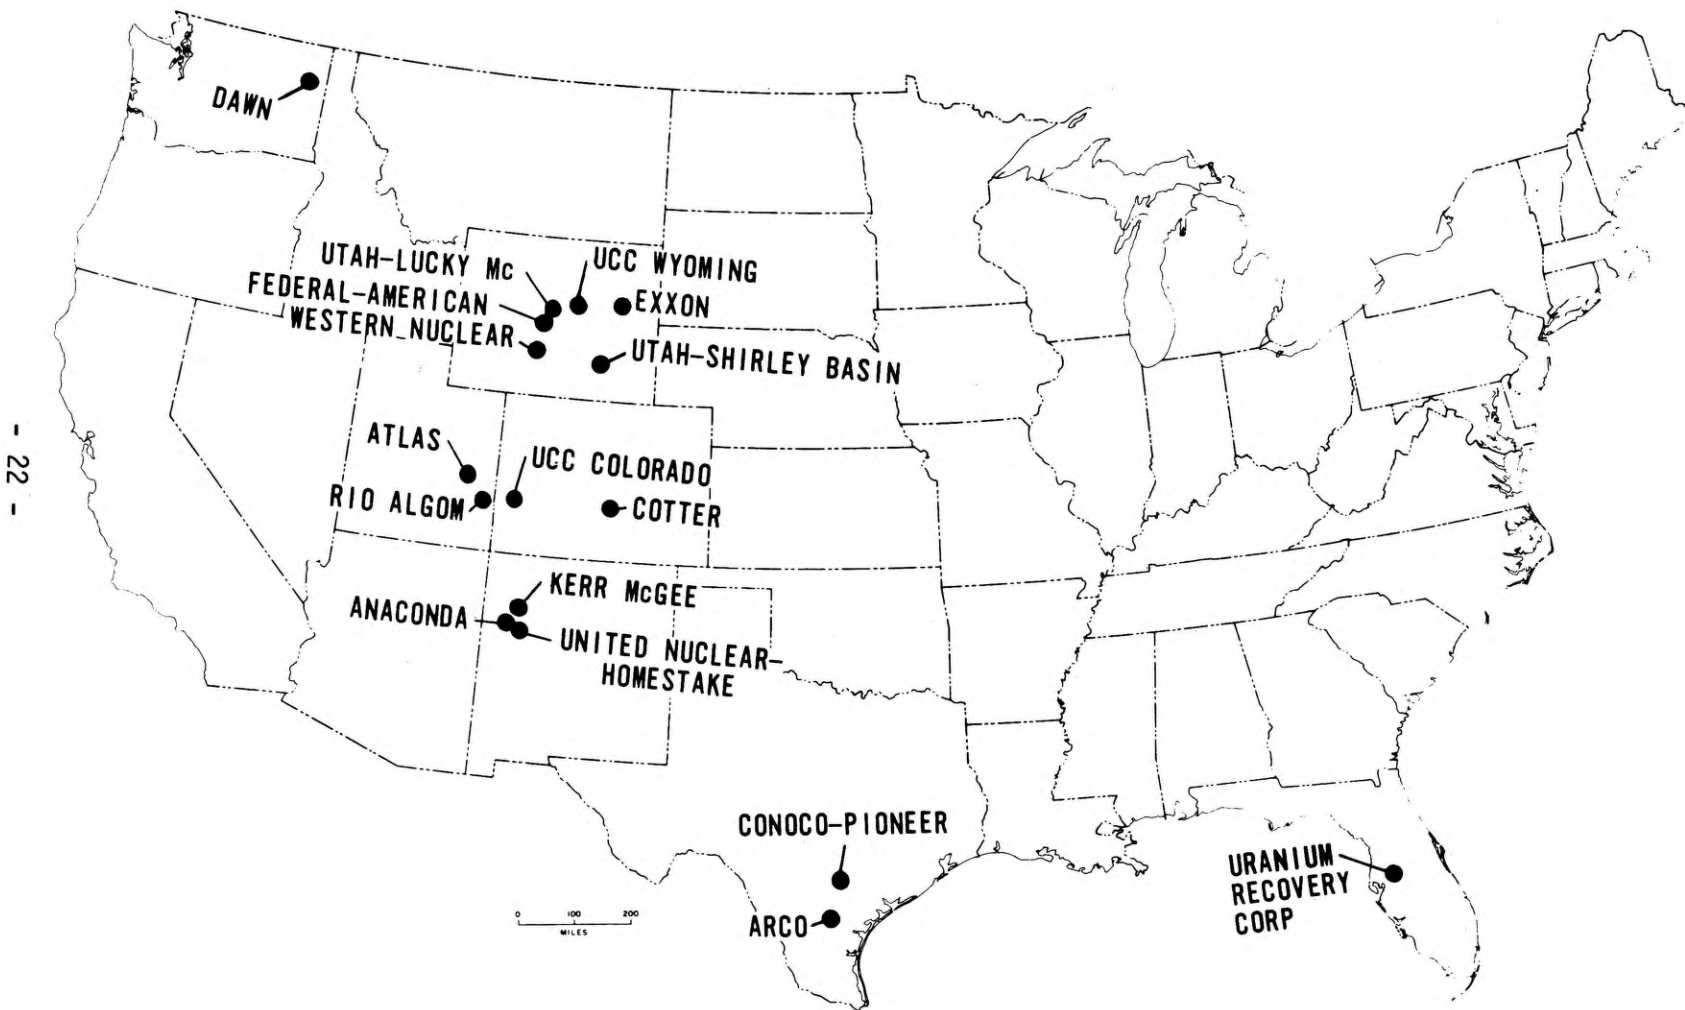 DAWN
UTAH-LUCKY Mc
UCC WYOMING
FEDERAL-AMERICAN
EXXON
WESTERN NUCLEAR
UTAH-SHIRLEY BASIN
ATLAS
UCC COLORADO
RIO ALGOM
COTTER
KERR McGEE
ANACONDA
UNITED NUCLEAR-
HOMESTAKE
CONOCO-PIONEER
ARCO
URANIUM
RECOVERY
CORP
0 100 200
MILES
- 22 -